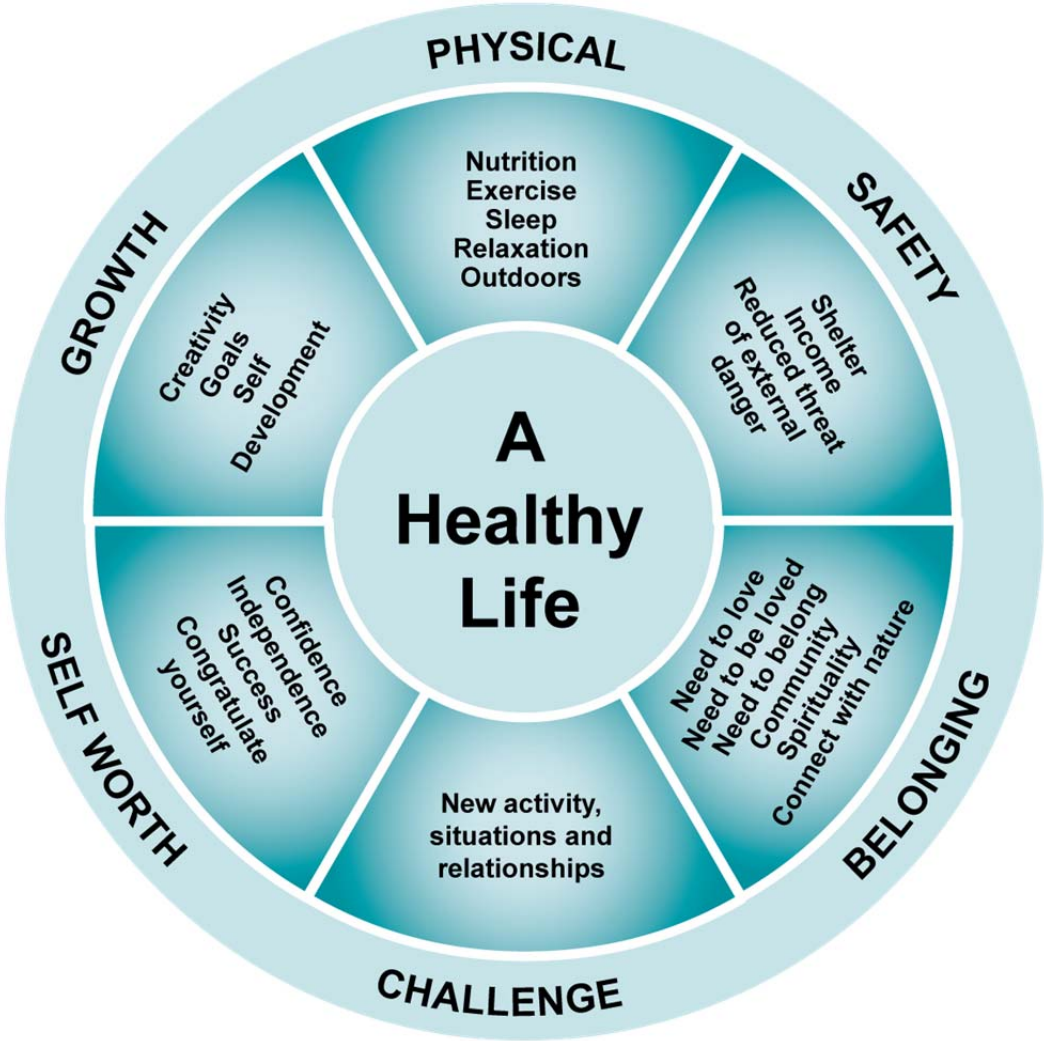 PHYSICAL
Nutrition
Exercise
Sleep
Relaxation
Outdoors
SAFETY
Shelter
Income
Reduced threat
of external
danger
BELONGING
Need to love
Need to be loved
Need to belong
Community
Spirituality
Connect with nature
CHALLENGE
New activity,
situations and
relationships
SELF WORTH
Confidence
Independence
Success
Congratulate
yourself
GROWTH
Creativity
Goals
Self
Development
A
Healthy
Life